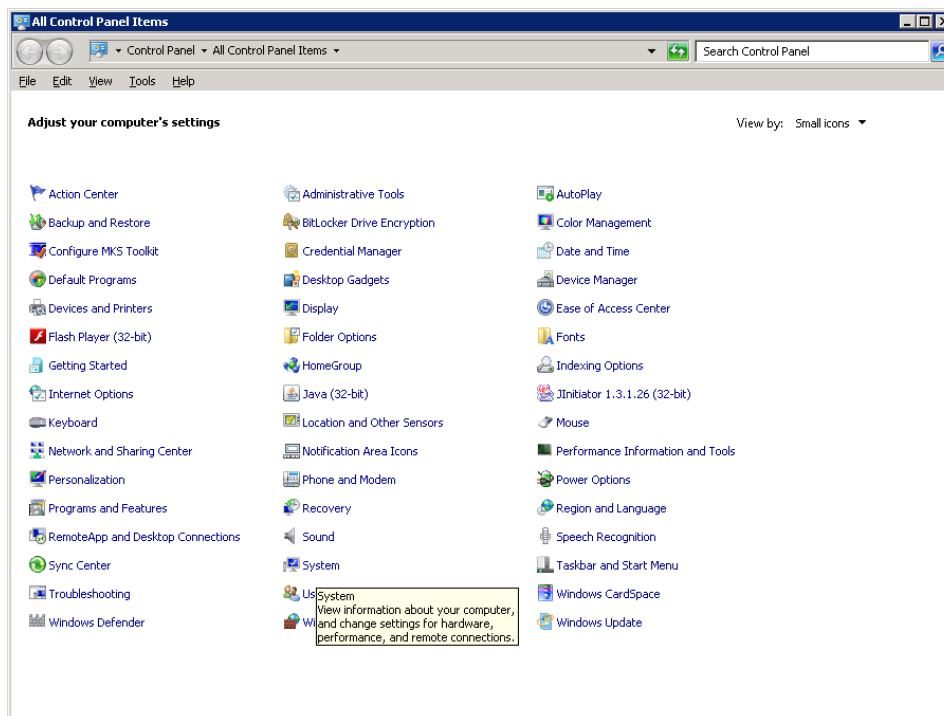 All Control Panel Items
Control Panel All Control Panel Items Search Control Panel
File Edit View Tools Help
Adjust your computer's settings View by: Small icons
Action Center Administrative Tools AutoPlay
Backup and Restore BitLocker Drive Encryption Color Management
Configure MKS Toolkit Credential Manager Date and Time
Default Programs Desktop Gadgets Device Manager
Devices and Printers Display Ease of Access Center
Flash Player (32-bit) Folder Options Fonts
Getting Started HomeGroup Indexing Options
Internet Options Java (32-bit) JInitiator 1.3.1.26 (32-bit)
Keyboard Location and Other Sensors Mouse
Network and Sharing Center Notification Area Icons Performance Information and Tools
Personalization Phone and Modem Power Options
Programs and Features Recovery Region and Language
RemoteApp and Desktop Connections Sound Speech Recognition
Sync Center System Taskbar and Start Menu
Troubleshooting Us Windows CardSpace
Windows Defender Wi Windows Update
System
View information about your computer,
and change settings for hardware,
performance, and remote connections.